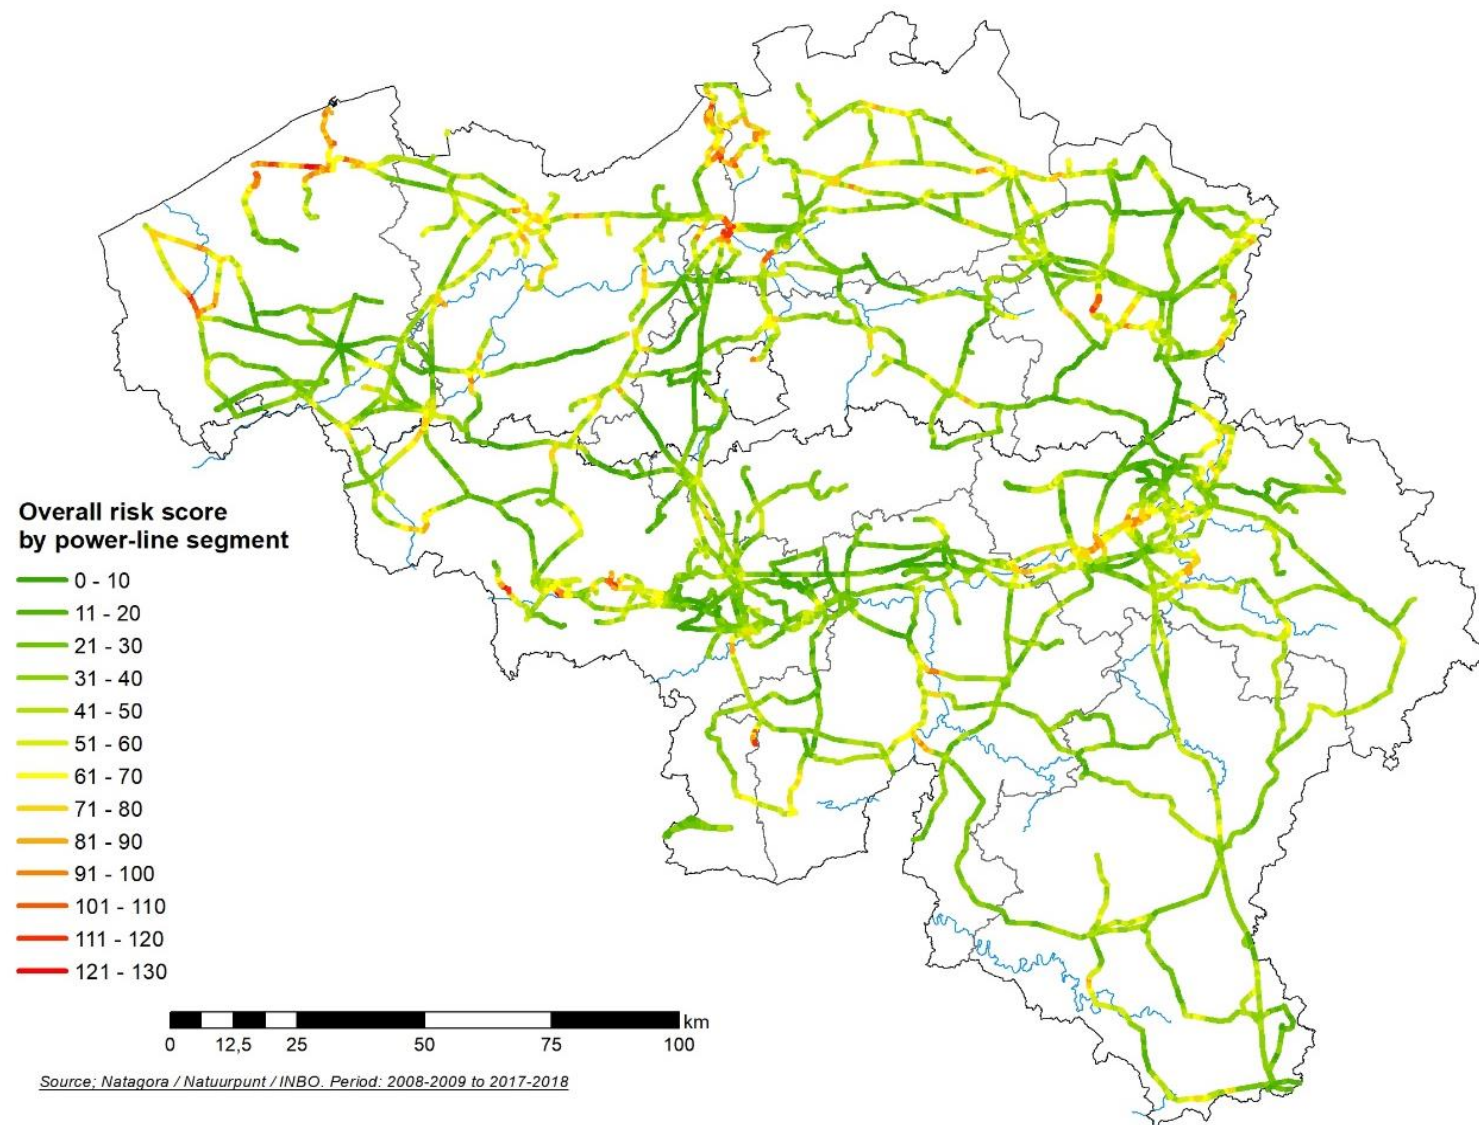 Overall risk score
by power-line segment
0 - 10
11 - 20
21 - 30
31 - 40
41 - 50
51 - 60
61 - 70
71 - 80
81 - 90
91 - 100
101 - 110
111 - 120
121 - 130
km
0 12,5 25 50 75 100
Source; Natagora / Natuurpunt / INBO. Period: 2008-2009 to 2017-2018